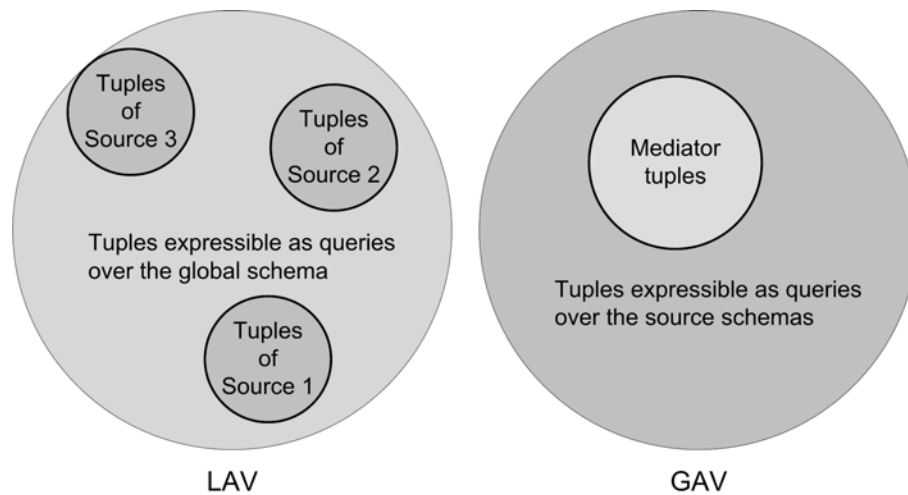 Tuples
of
Source 3
Tuples
of
Source 2
Tuples expressible as queries
over the global schema
Tuples
of
Source 1
LAV
Mediator
tuples
Tuples expressible as queries
over the source schemas
GAV